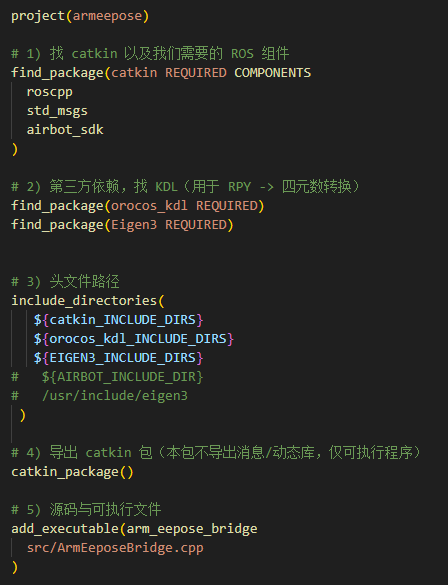 project(armeepose)
# 1) 找 catkin 以及我们需要的 ROS 组件
find_package(catkin REQUIRED COMPONENTS
  roscpp
  std_msgs
  airbot_sdk
)
# 2) 第三方依赖，找 KDL（用于 RPY -> 四元数转换）
find_package(orocos_kdl REQUIRED)
find_package(Eigen3 REQUIRED)
# 3) 头文件路径
include_directories(
   ${catkin_INCLUDE_DIRS}
   ${orocos_kdl_INCLUDE_DIRS}
   ${EIGEN3_INCLUDE_DIRS}
#   ${AIRBOT_INCLUDE_DIR}
#   /usr/include/eigen3
 )
# 4) 导出 catkin 包（本包不导出消息/动态库，仅可执行程序）
catkin_package()
# 5) 源码与可执行文件
add_executable(arm_eepose_bridge
  src/ArmEeposeBridge.cpp
)